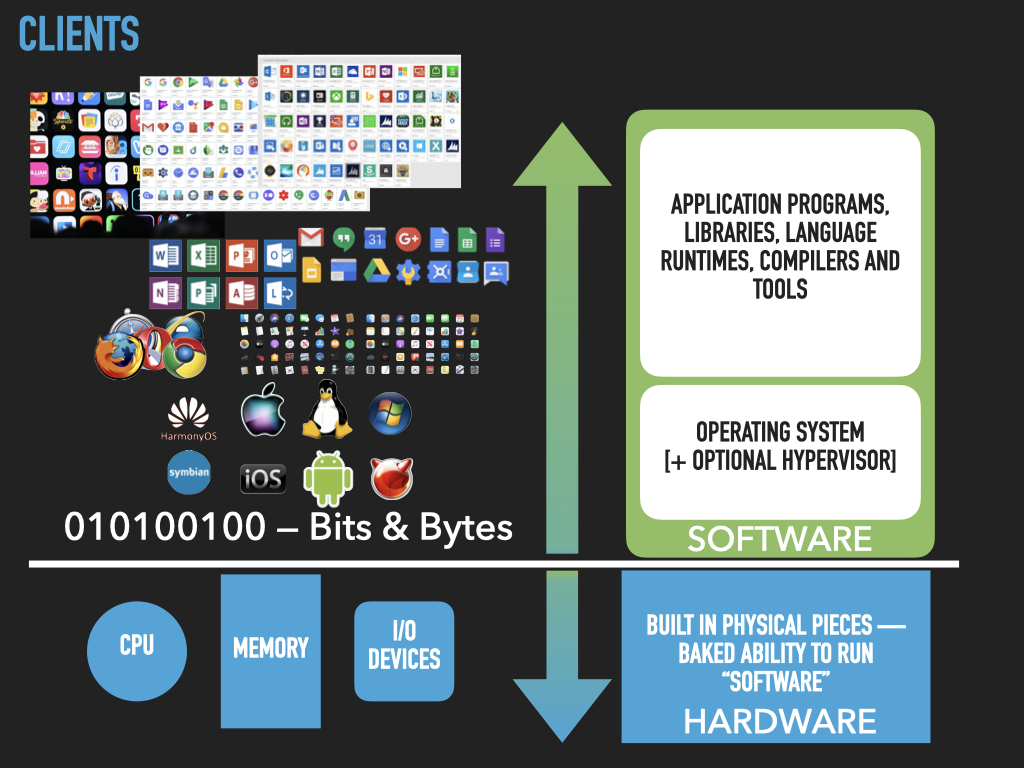 CLIENTS
APPLICATION PROGRAMS,
LIBRARIES, LANGUAGE
RUNTIMES, COMPILERS AND
TOOLS
31
G+
W
X
P
O
N
P
A
L
OPERATING SYSTEM
[+ OPTIONAL HYPERVISOR]
HarmonyOS
symbian
iOS
010100100 – Bits & Bytes
SOFTWARE
CPU
MEMORY
I/O
DEVICES
BUILT IN PHYSICAL PIECES —
BAKED ABILITY TO RUN
“SOFTWARE”
HARDWARE